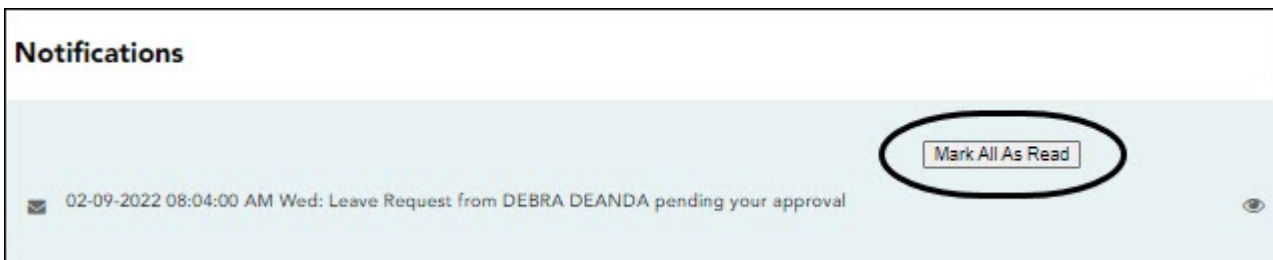 Notifications
Mark All As Read
02-09-2022 08:04:00 AM Wed: Leave Request from DEBRA DEANDA pending your approval